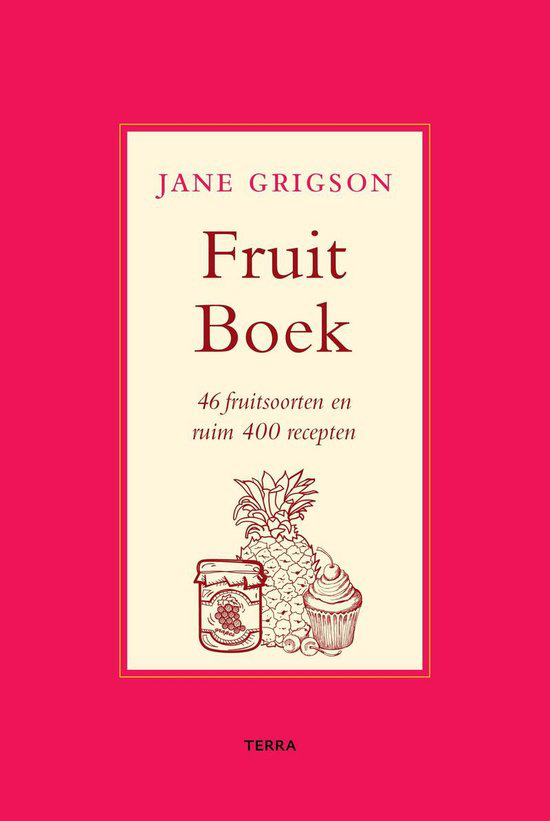 JANE GRIGSON
Fruit
Boek
46 fruitsoorten en
ruim 400 recepten
TERRA